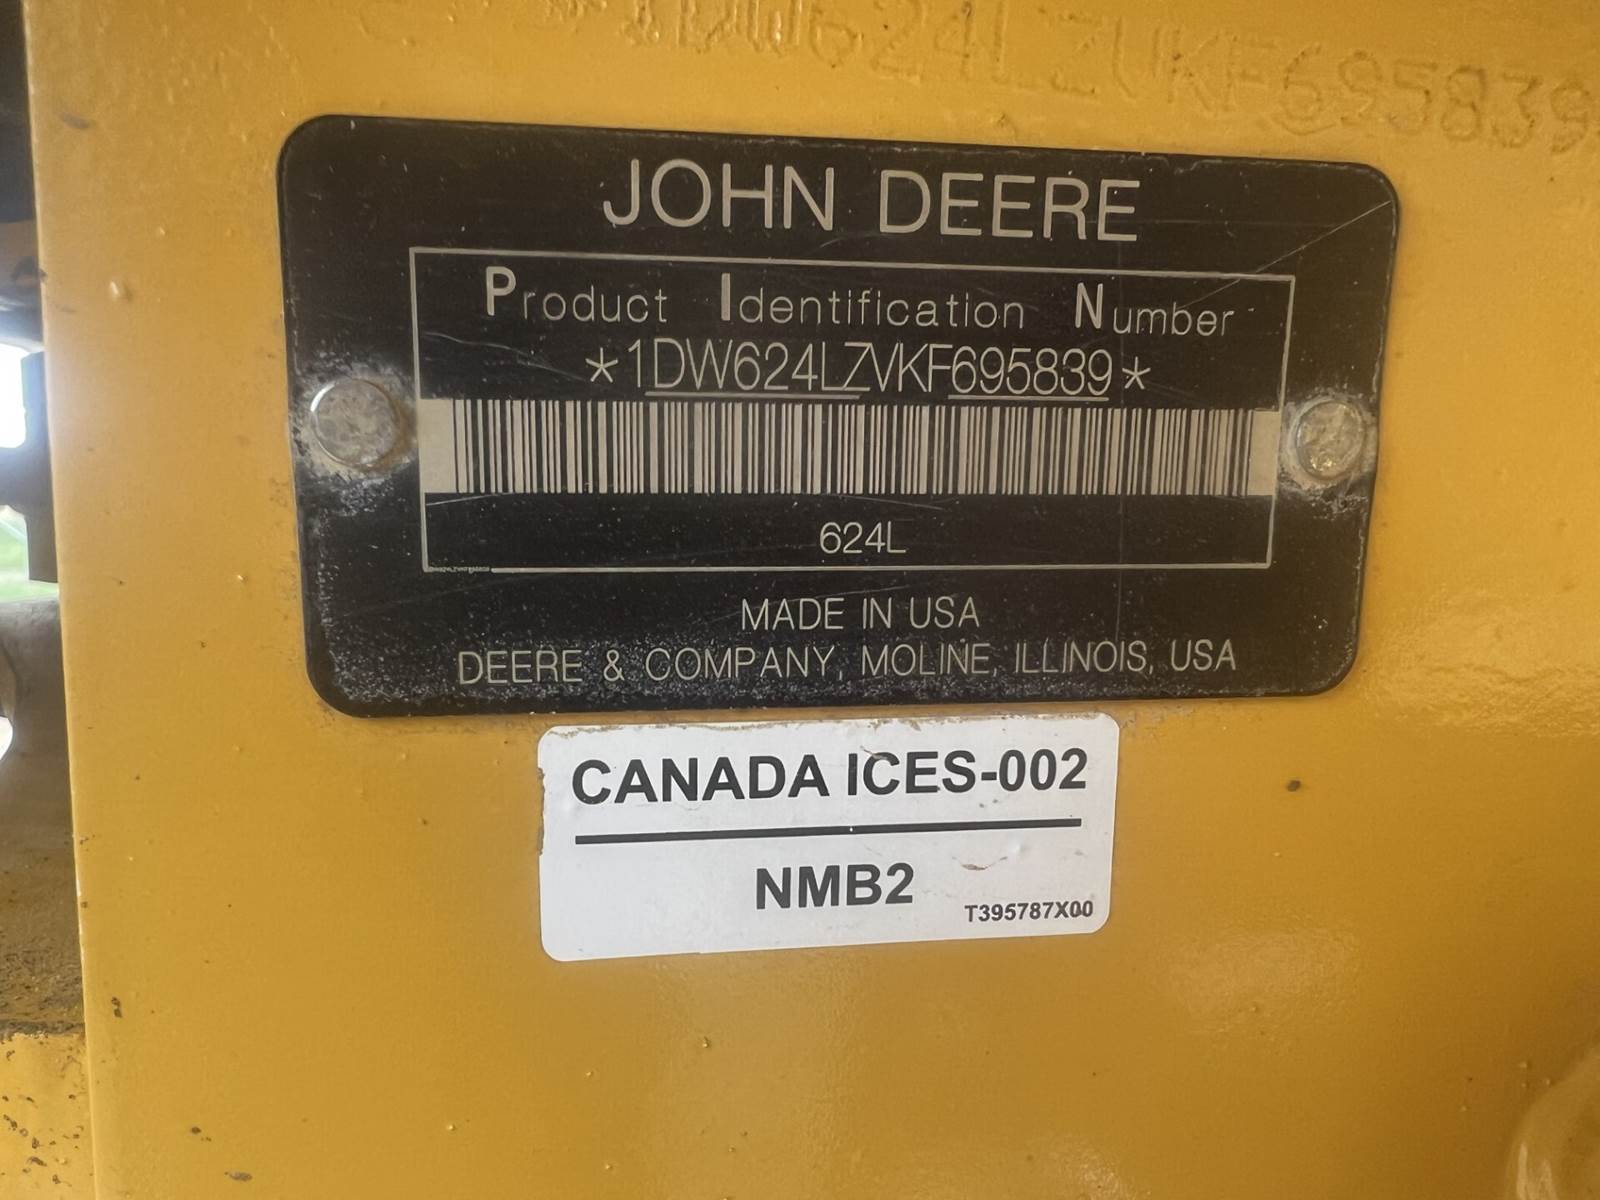 1DW624LZVKF695839
JOHN DEERE
Product Identification Number
*1DW624LZVKF695839*
624L
MADE IN USA
DEERE & COMPANY, MOLINE, ILLINOIS, USA
CANADA ICES-002
NMB2
T395787X00